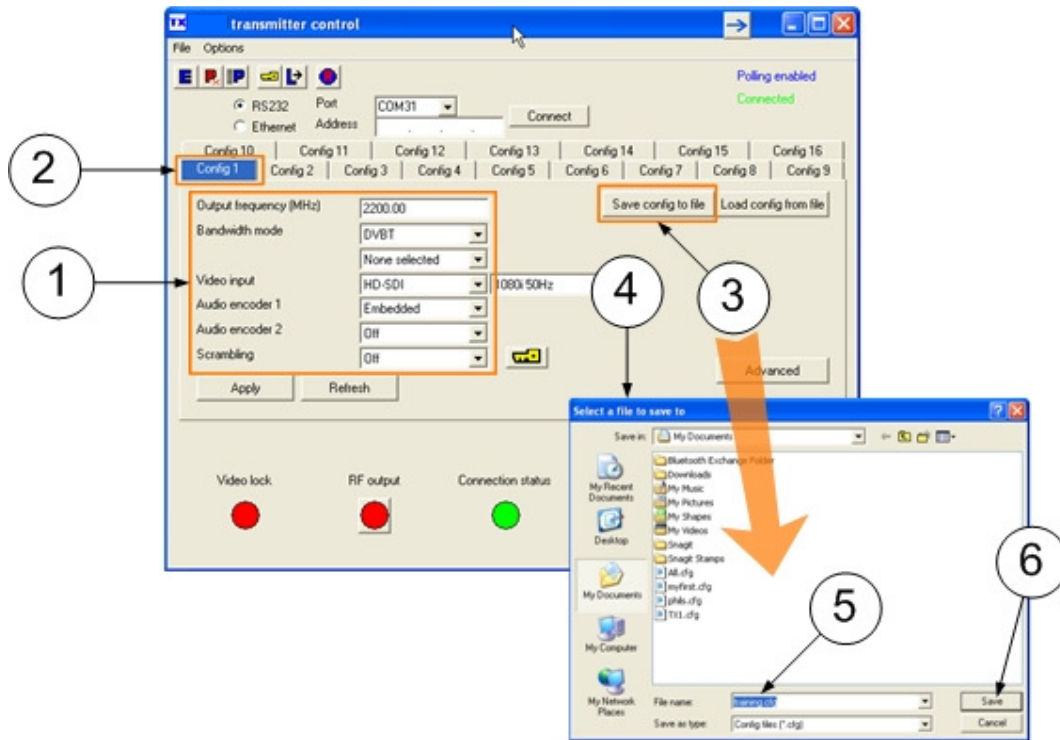 TX transmitter control
File Options
E P IP
Polling enabled
RS232 Port COM31
Connected
Ethernet Address . . . Connect
Config 10 Config 11 Config 12 Config 13 Config 14 Config 15 Config 16
Config 1 Config 2 Config 3 Config 4 Config 5 Config 6 Config 7 Config 8 Config 9
2
Output frequency (MHz) 2200.00
Save config to file Load config from file
Bandwidth mode DVBT
None selected
1
Video input HD-SDI 1080i 50Hz
4
3
Audio encoder 1 Embedded
Audio encoder 2 Off
Scrambling Off
Advanced
Apply Refresh
Video lock RF output Connection status
Select a file to save to
Save in: My Documents
My Recent Documents
Desktop
My Documents
My Computer
My Network Places
Bluetooth Exchange Folder
Downloads
My Music
My Pictures
My Shapes
My Videos
Snagit
Snagit Stamps
All.cfg
myfirst.cfg
phils.cfg
TX1.cfg
5
6
File name: training.cfg Save
Save as type: Config files (*.cfg) Cancel